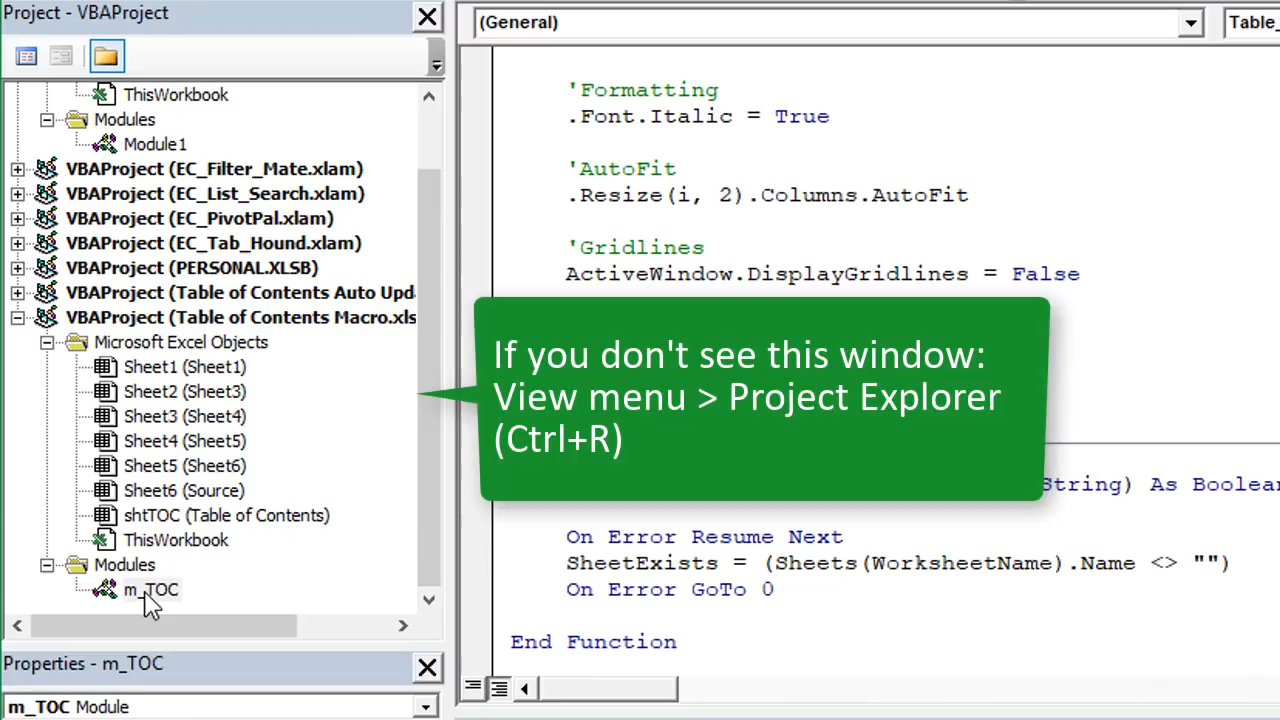 Project - VBAProject
ThisWorkbook
Modules
Module1
VBAProject (EC_Filter_Mate.xlam)
VBAProject (EC_List_Search.xlam)
VBAProject (EC_PivotPal.xlam)
VBAProject (EC_Tab_Hound.xlam)
VBAProject (PERSONAL.XLSB)
VBAProject (Table of Contents Auto Upd
VBAProject (Table of Contents Macro.xls
Microsoft Excel Objects
Sheet1 (Sheet1)
Sheet2 (Sheet3)
Sheet3 (Sheet4)
Sheet4 (Sheet5)
Sheet5 (Sheet6)
Sheet6 (Source)
shtTOC (Table of Contents)
ThisWorkbook
Modules
m_TOC
Properties - m_TOC
m_TOC Module
(General)
Table_
'Formatting
.Font.Italic = True
'AutoFit
.Resize(i, 2).Columns.AutoFit
'Gridlines
ActiveWindow.DisplayGridlines = False
If you don't see this window:
View menu > Project Explorer
(Ctrl+R)
String) As Boolean
On Error Resume Next
SheetExists = (Sheets(WorksheetName).Name <> "")
On Error GoTo 0
End Function